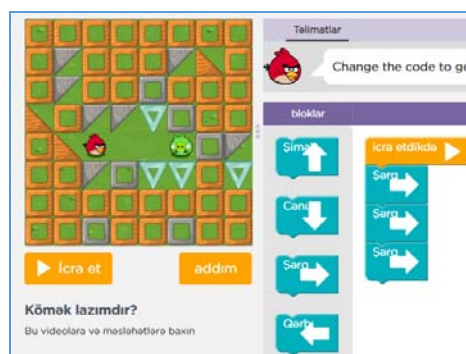 Təlimatlar
Change the code to ge
bloklar
Şimal
Cənu
Şərq
Qərb
icra etdikdə
Şərq
Şərq
Şərq
İcra et
addım
Kömək lazımdır?
Bu videolara və məsləhətlərə baxın